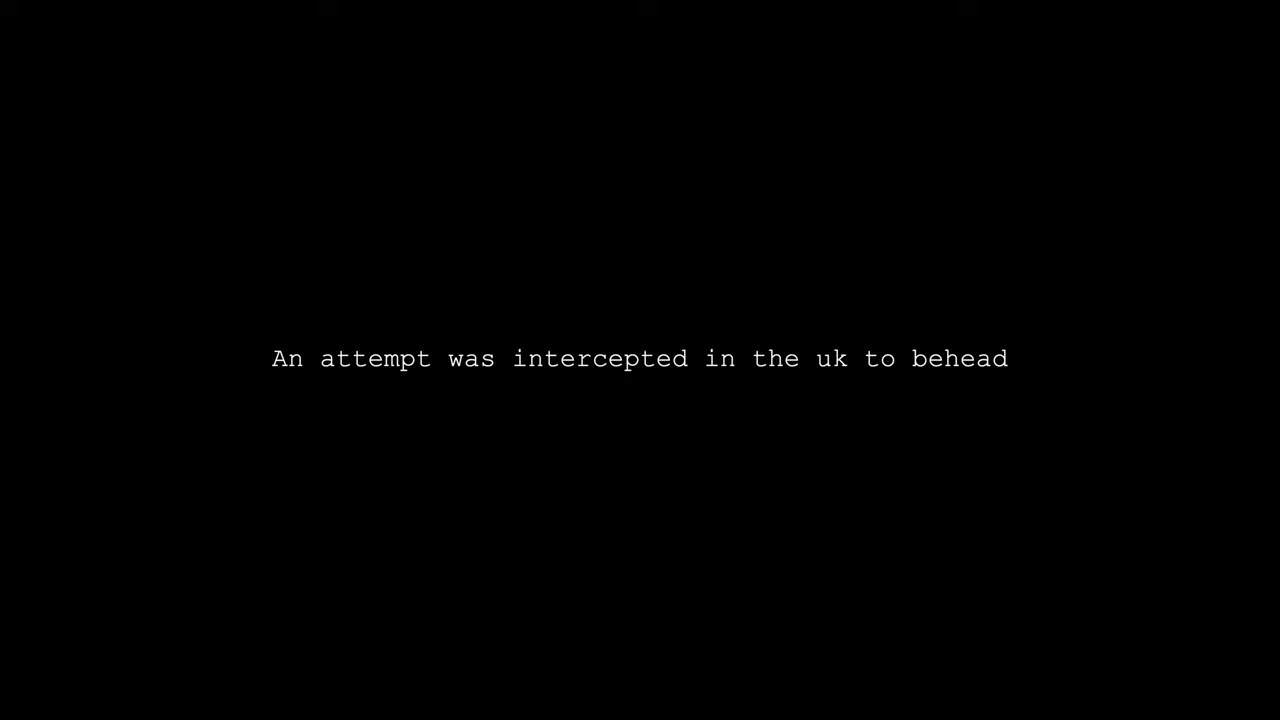 An attempt was intercepted in the uk to behead